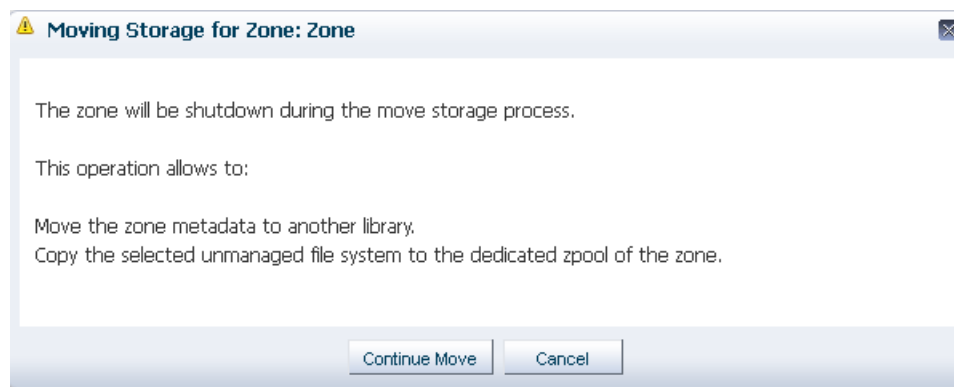 Moving Storage for Zone: Zone
The zone will be shutdown during the move storage process.
This operation allows to:
Move the zone metadata to another library.
Copy the selected unmanaged file system to the dedicated zpool of the zone.
Continue Move
Cancel